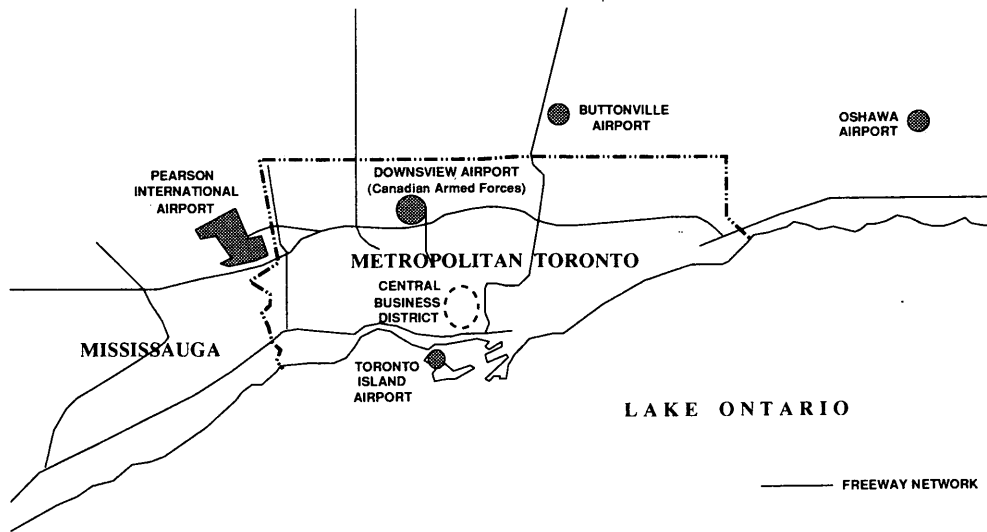 BUTTONVILLE
AIRPORT
OSHAWA
AIRPORT
PEARSON
INTERNATIONAL
AIRPORT
DOWNSVIEW AIRPORT
(Canadian Armed Forces)
METROPOLITAN TORONTO
CENTRAL
BUSINESS
DISTRICT
MISSISSAUGA
TORONTO
ISLAND
AIRPORT
LAKE ONTARIO
FREEWAY NETWORK